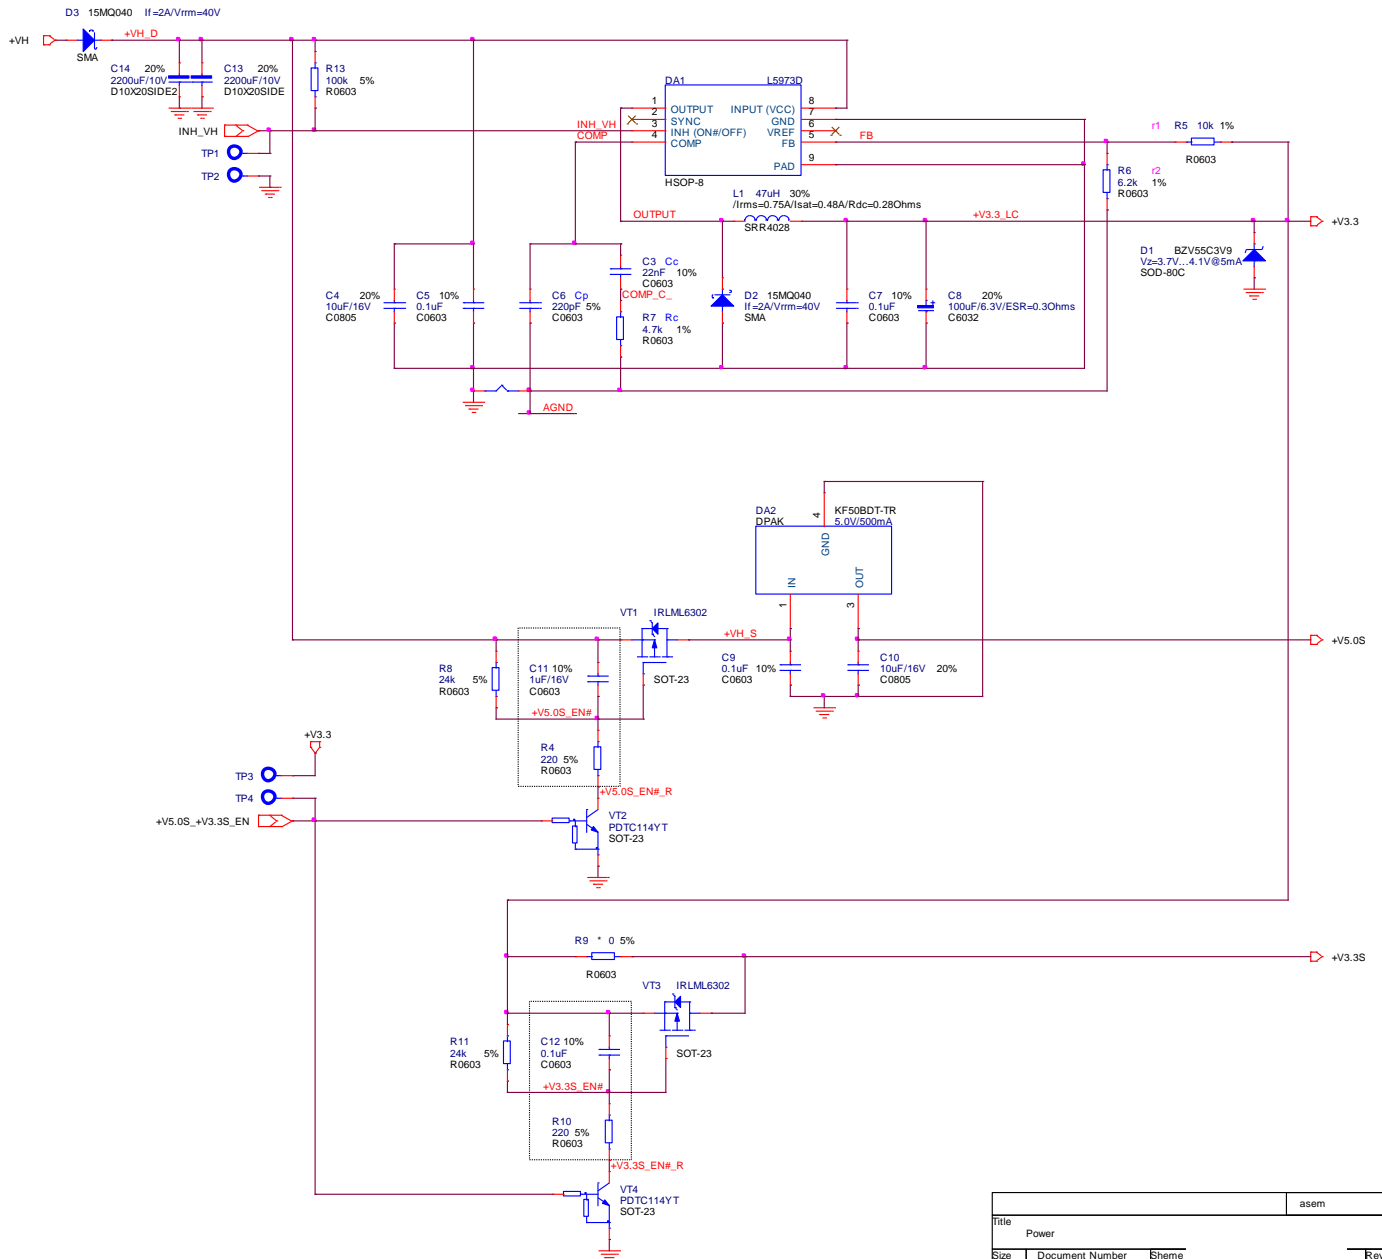 D3 15MQ040 If=2A/Vrrm=40V
+VH
+VH_D
SMA
C14 20%
2200uF/10V
D10X20SIDE2
C13 20%
2200uF/10V
D10X20SIDE
R13
100k 5%
R0603
INH_VH
TP1
TP2
DA1 L5973D
1 OUTPUT INPUT (VCC) 8
2 SYNC GND 7
3 INH (ON#/OFF) VREF 6
4 COMP FB 5
PAD 9
HSOP-8
INH_VH
COMP
FB
r1 R5 10k 1%
R0603
R6 r2
6.2k 1%
R0603
L1 47uH 30%
/Irms=0.75A/Isat=0.48A/Rdc=0.28Ohms
SRR4028
OUTPUT
+V3.3_LC
+V3.3
D1 BZV55C3V9
Vz=3.7V...4.1V@5mA
SOD-80C
C4 20%
10uF/16V
C0805
C5 10%
0.1uF
C0603
C6 Cp
220pF 5%
C0603
C3 Cc
22nF 10%
C0603
COMP_C_
R7 Rc
4.7k 1%
R0603
D2 15MQ040
If=2A/Vrrm=40V
SMA
C7 10%
0.1uF
C0603
C8 20%
100uF/6.3V/ESR=0.3Ohms
C6032
AGND
DA2
DPAK
KF50BDT-TR
5.0V/500mA
4
GND
IN
OUT
1
3
VT1 IRLML6302
SOT-23
+VH_S
+V5.0S
R8
24k 5%
R0603
C11 10%
1uF/16V
C0603
C9
0.1uF 10%
C0603
C10
10uF/16V 20%
C0805
+V5.0S_EN#
R4
220 5%
R0603
+V3.3
TP3
TP4
+V5.0S_EN#_R
+V5.0S_+V3.3S_EN
VT2
PDTC114YT
SOT-23
R9 * 0 5%
R0603
+V3.3S
VT3 IRLML6302
SOT-23
R11
24k 5%
R0603
C12 10%
0.1uF
C0603
+V3.3S_EN#
R10
220 5%
R0603
+V3.3S_EN#_R
VT4
PDTC114YT
SOT-23
asem
Title
Power
Size Document Number Sheme Rev